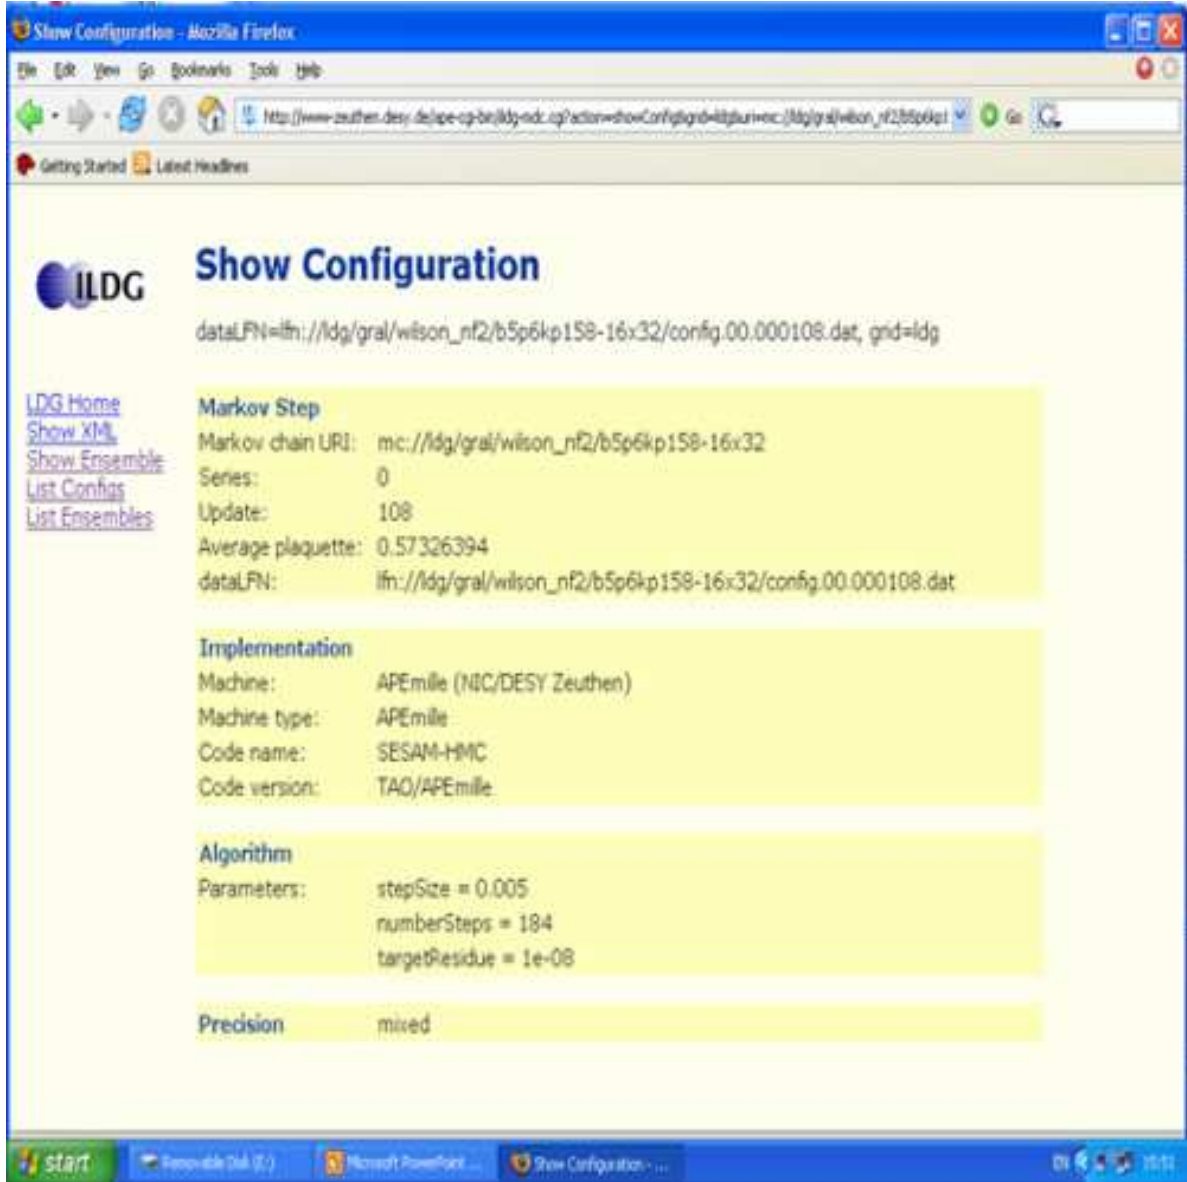 Show Configuration - Mozilla Firefox
File Edit View Go Bookmarks Tools Help
Go
Getting Started Latest Headlines
ILDG
Show Configuration
dataLFN=lfn://ldg/gral/wilson_nf2/b5p6kp158-16x32/config.00.000108.dat, grid=ldg
LDG Home
Show XML
Show Ensemble
List Configs
List Ensembles
Markov Step
Markov chain URI: mc://ldg/gral/wilson_nf2/b5p6kp158-16x32
Series: 0
Update: 108
Average plaquette: 0.57326394
dataLFN: lfn://ldg/gral/wilson_nf2/b5p6kp158-16x32/config.00.000108.dat
Implementation
Machine: APEmille (NIC/DESY Zeuthen)
Machine type: APEmille
Code name: SESAM-HMC
Code version: TAO/APEmille
Algorithm
Parameters: stepSize = 0.005
numberSteps = 184
targetResidue = 1e-08
Precision mixed
start Removable Disk (E:) Microsoft PowerPoint ... Show Configuration - ... EN